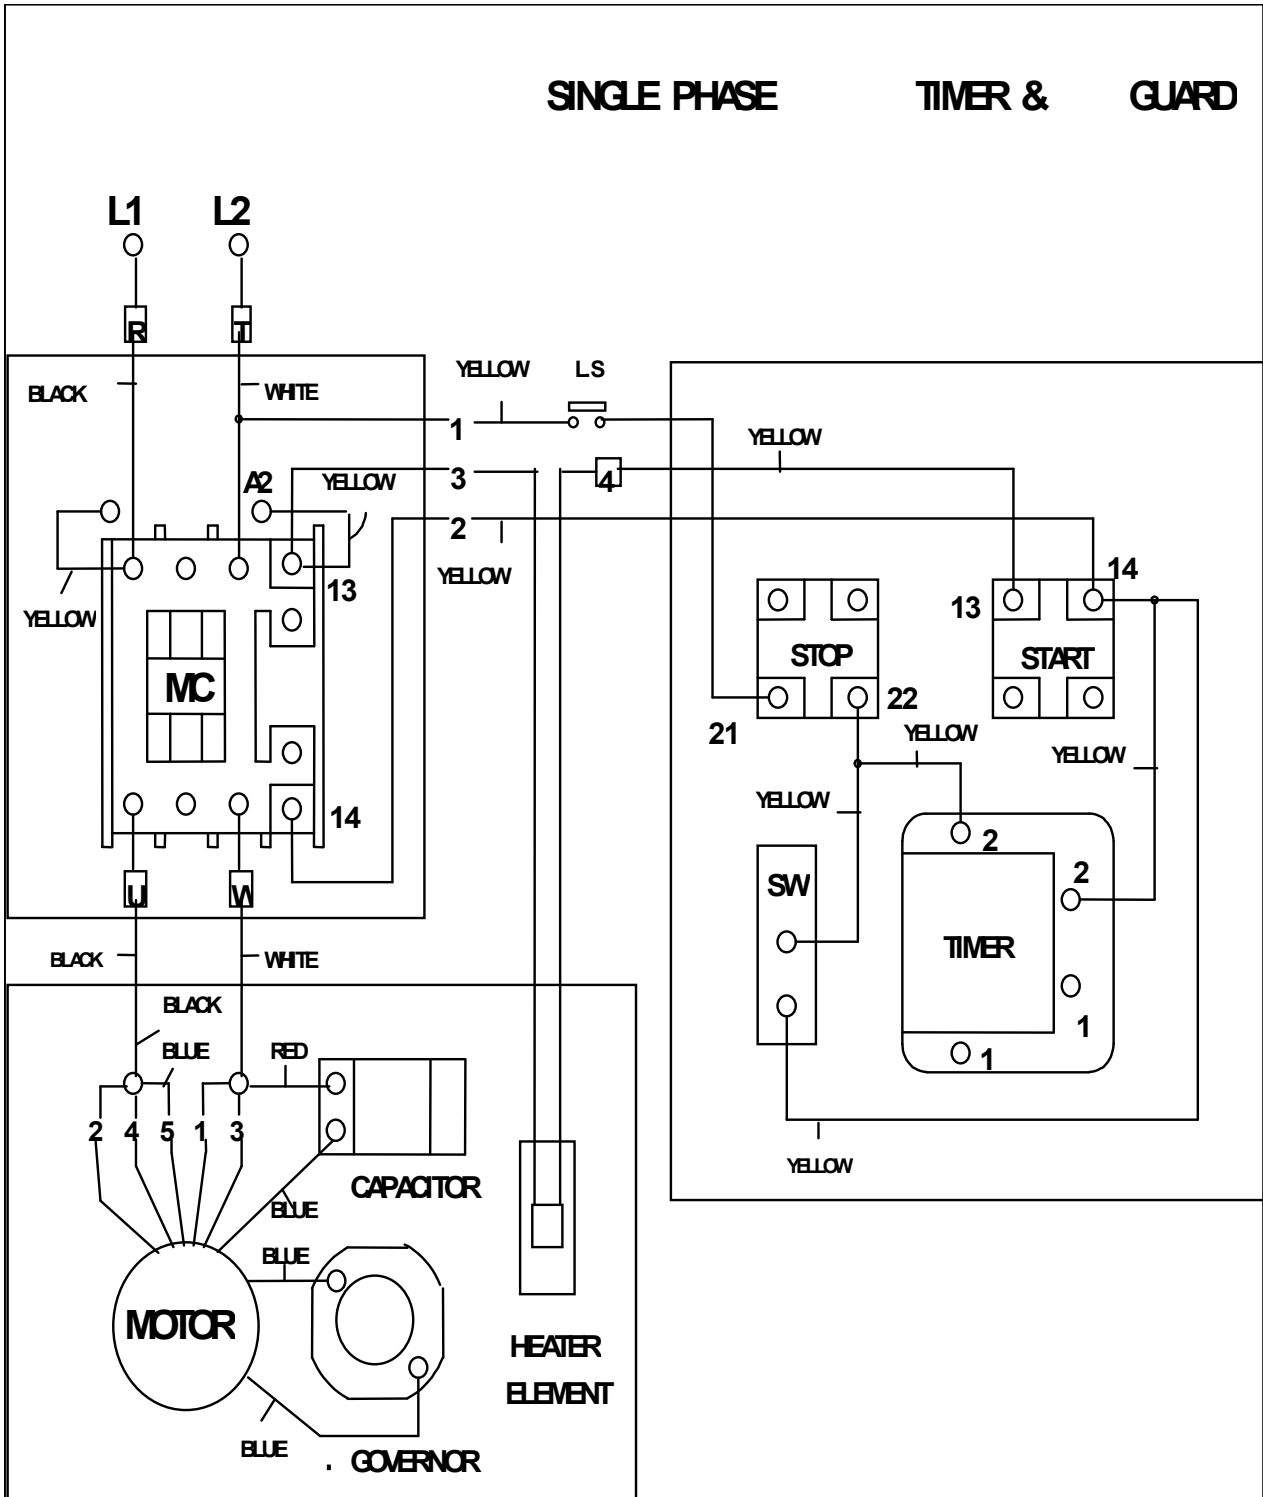 SINGLE PHASE TIMER & GUARD
L1 L2
R T
BLACK WHITE
YELLOW LS
1
YELLOW
3 4
A2 YELLOW
2
YELLOW
YELLOW
13
MC
14
U W
13 14
STOP START
21 22
YELLOW
YELLOW
YELLOW
SW
2
2
TIMER
1
1
YELLOW
BLACK WHITE
BLACK
BLUE RED
2 4 5 1 3
CAPACITOR
BLUE
BLUE
MOTOR
HEATER
ELEMENT
BLUE
. GOVERNOR